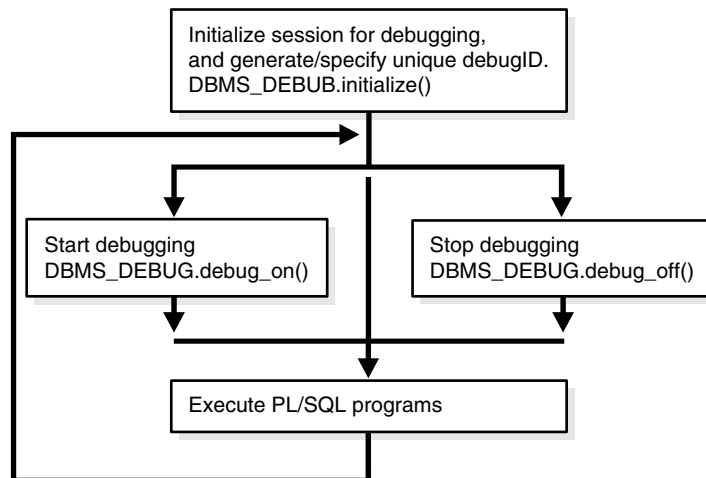 Initialize session for debugging,
and generate/specify unique debugID.
DBMS_DEBUB.initialize()
Start debugging
DBMS_DEBUG.debug_on()
Stop debugging
DBMS_DEBUG.debug_off()
Execute PL/SQL programs